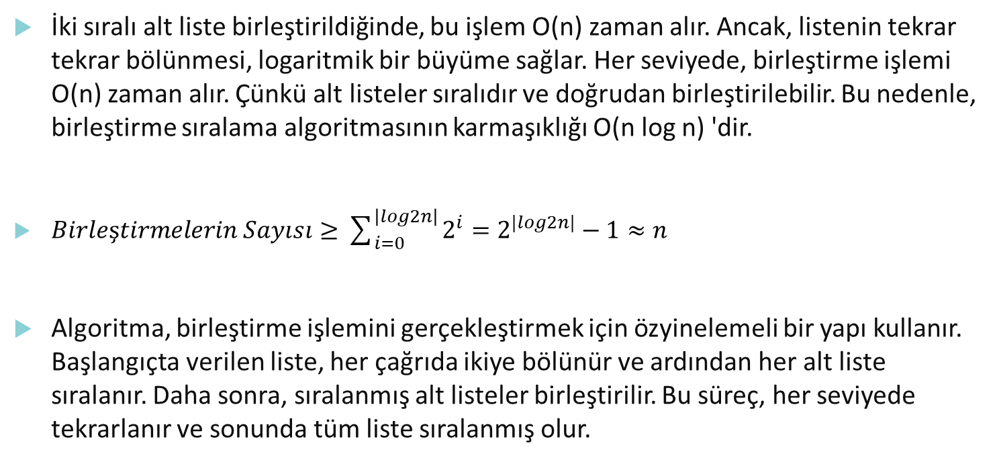 İki sıralı alt liste birleştirildiğinde, bu işlem O(n) zaman alır. Ancak, listenin tekrar
tekrar bölünmesi, logaritmik bir büyüme sağlar. Her seviyede, birleştirme işlemi
O(n) zaman alır. Çünkü alt listeler sıralıdır ve doğrudan birleştirilebilir. Bu nedenle,
birleştirme sıralama algoritmasının karmaşıklığı O(n log n) 'dir.
Birleştirmelerin Sayısı ≥ ∑_{i=0}^{|log2n|} 2^i = 2^{|log2n|} − 1 ≈ n
Algoritma, birleştirme işlemini gerçekleştirmek için özyinelemeli bir yapı kullanır.
Başlangıçta verilen liste, her çağrıda ikiye bölünür ve ardından her alt liste
sıralanır. Daha sonra, sıralanmış alt listeler birleştirilir. Bu süreç, her seviyede
tekrarlanır ve sonunda tüm liste sıralanmış olur.